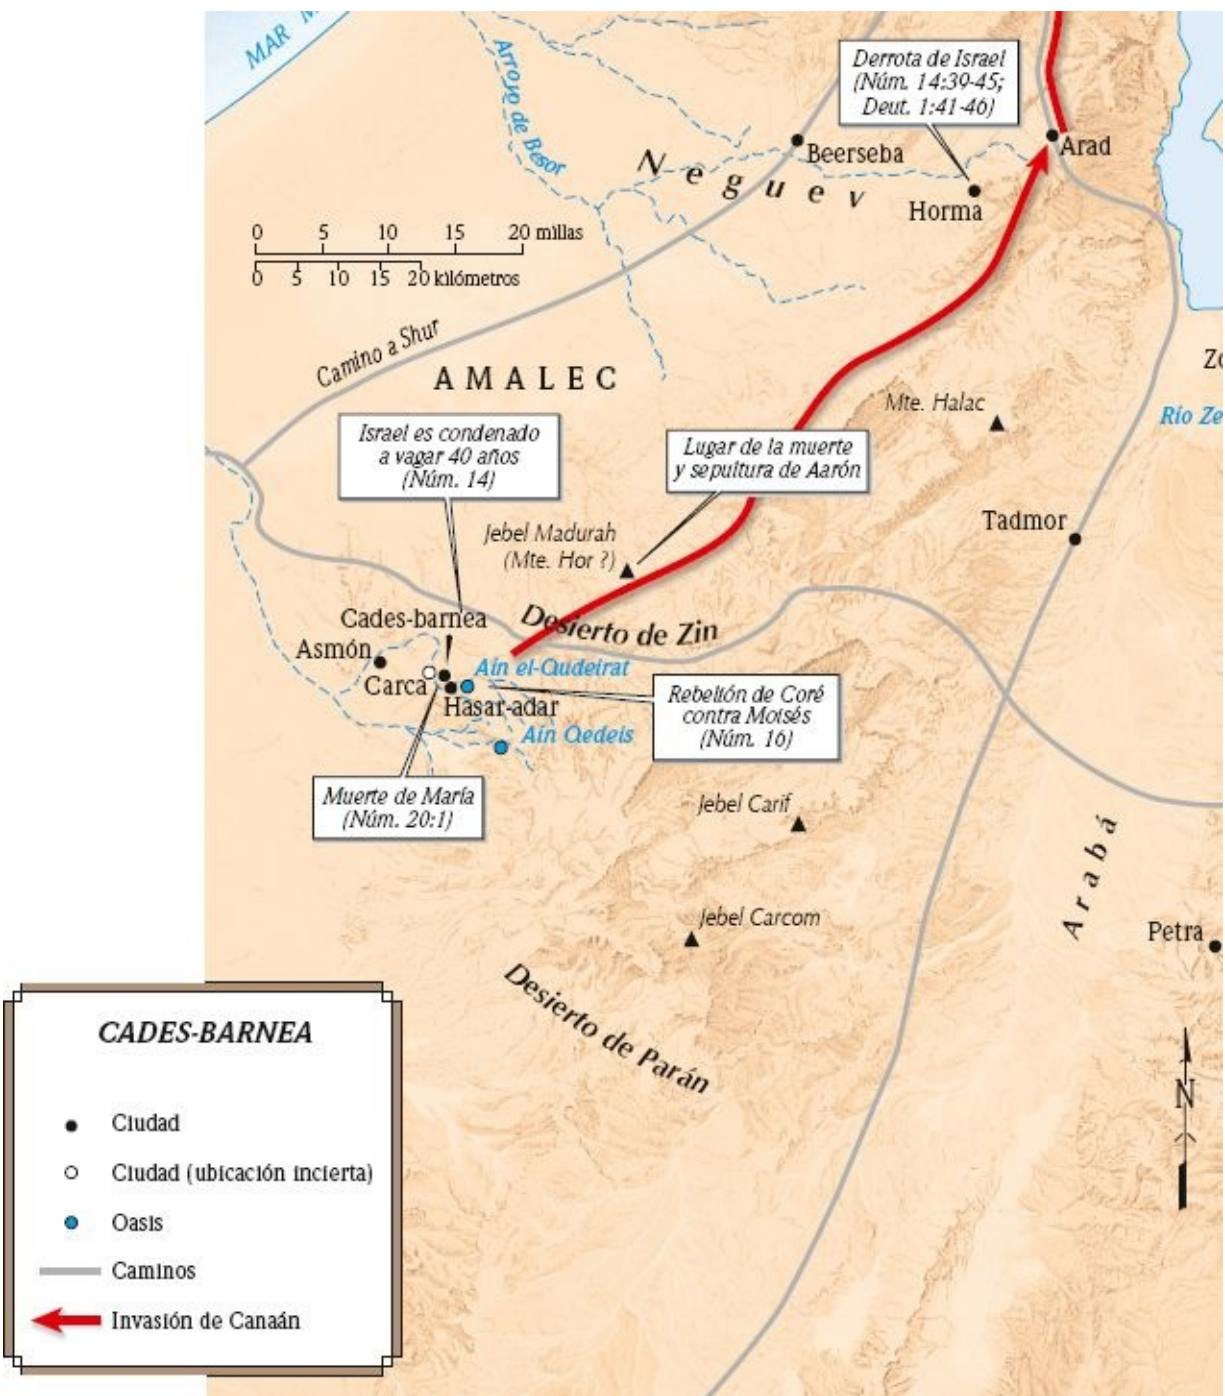 MAR
Arroyo de Besor
Derrota de Israel
(Núm. 14:39-45;
Deut. 1:41-46)
Beerseba
Arad
Neguev
Horma
0 5 10 15 20 millas
0 5 10 15 20 kilómetros
Camino a Shur
AMALEC
Mte. Halac
Río Ze
Israel es condenado
a vagar 40 años
(Núm. 14)
Lugar de la muerte
y sepultura de Aarón
Tadmor
Jebel Madurah
(Mte. Hor ?)
Desierto de Zin
Cades-barnea
Asmón
Carca
Ain el-Qudeirat
Hasar-adar
Ain Qedeis
Rebelión de Coré
contra Moisés
(Núm. 16)
Muerte de María
(Núm. 20:1)
Jebel Carif
Arabá
Jebel Carcom
Petra
Desierto de Parán
N
CADES-BARNEA
Ciudad
Ciudad (ubicación incierta)
Oasis
Caminos
Invasión de Canaán